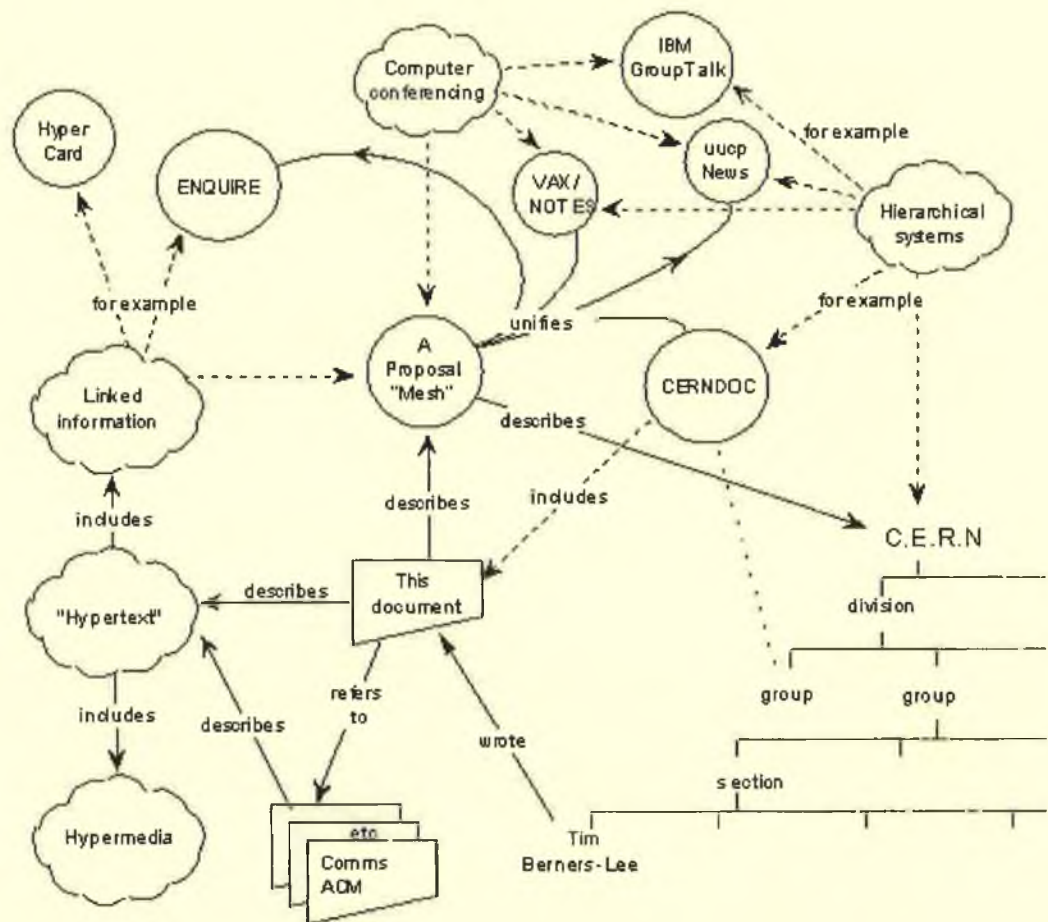 IBM
GroupTalk
Computer
conferencing
Hyper
Card
for example
uucp
News
ENQUIRE
VAX/
NOTES
Hierarchical
systems
for example
for example
unifies
A
Proposal
"Mesh"
CERNDOC
Linked
information
describes
describes
includes
includes
C.E.R.N
This
document
describes
"Hypertext"
division
refers
to
group
group
includes
describes
wrote
section
Hypermedia
etc
Tim
Berners-Lee
Comms
ACM